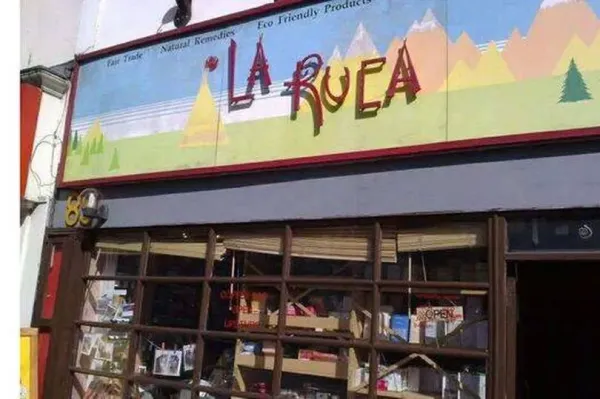 Fair Trade
Natural Remedies
Eco Friendly Products
LA RUCA
OPEN